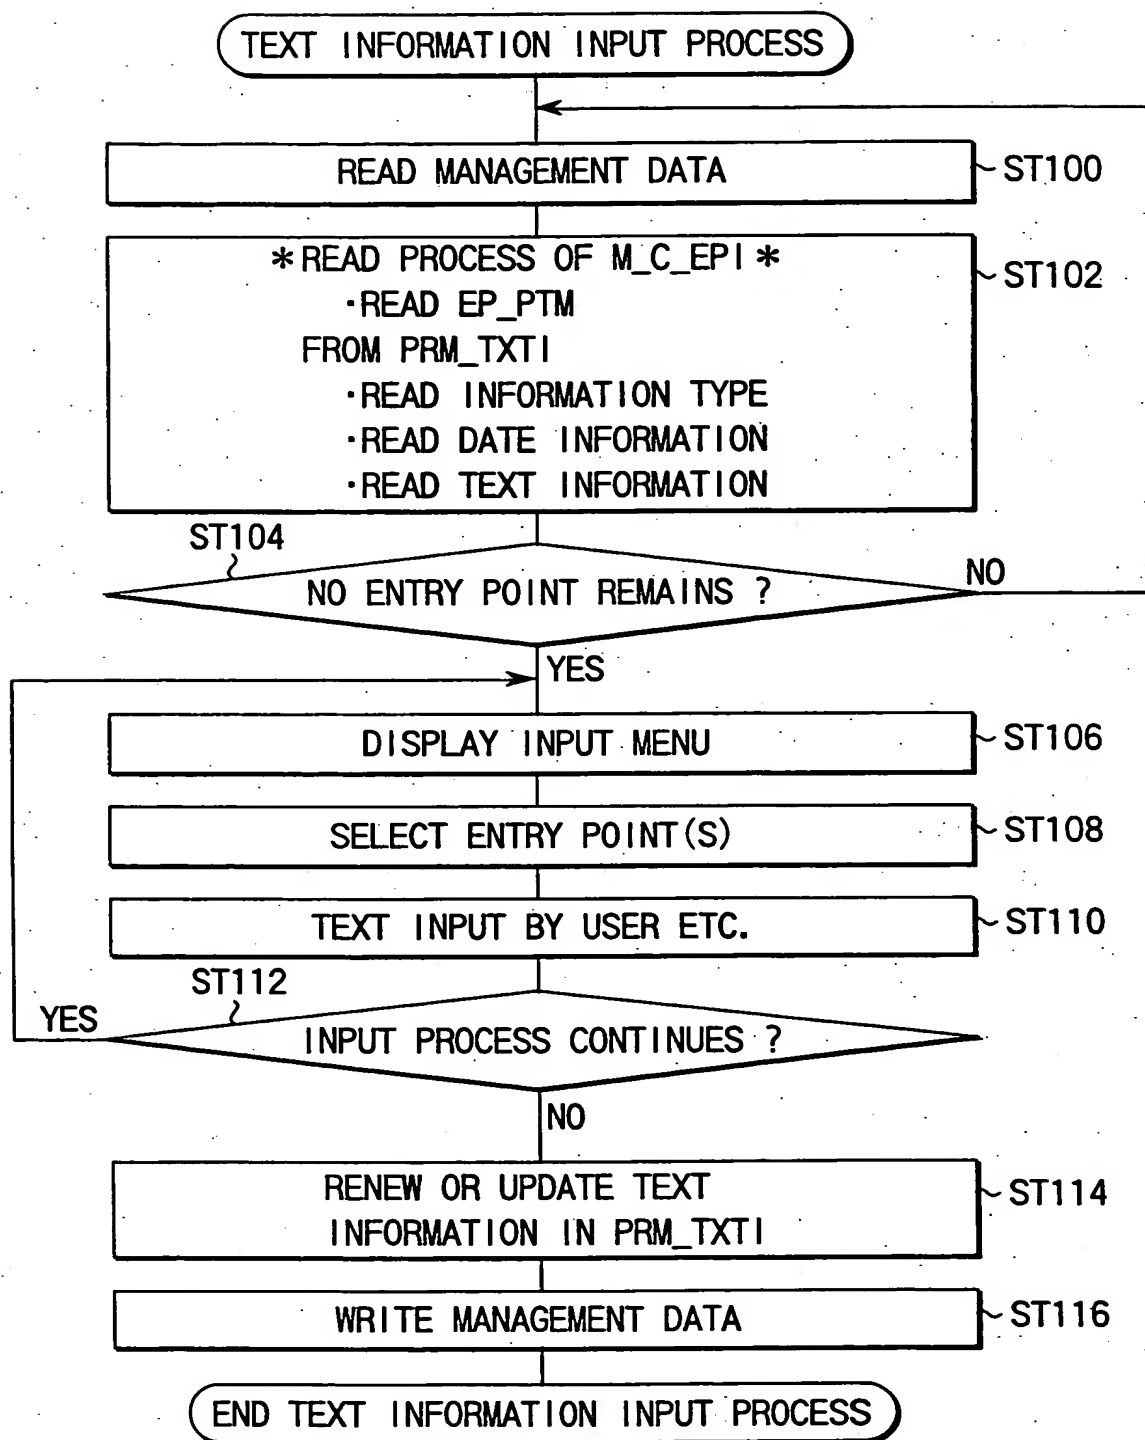 TEXT INFORMATION INPUT PROCESS
READ MANAGEMENT DATA
ST100
*READ PROCESS OF M_C_EPI*
ST102
·READ EP_PTM
FROM PRM_TXTI
·READ INFORMATION TYPE
·READ DATE INFORMATION
·READ TEXT INFORMATION
ST104
NO ENTRY POINT REMAINS ?
NO
YES
DISPLAY INPUT MENU
ST106
SELECT ENTRY POINT(S)
ST108
TEXT INPUT BY USER ETC.
ST110
ST112
YES
INPUT PROCESS CONTINUES ?
NO
RENEW OR UPDATE TEXT
INFORMATION IN PRM_TXTI
ST114
WRITE MANAGEMENT DATA
ST116
END TEXT INFORMATION INPUT PROCESS